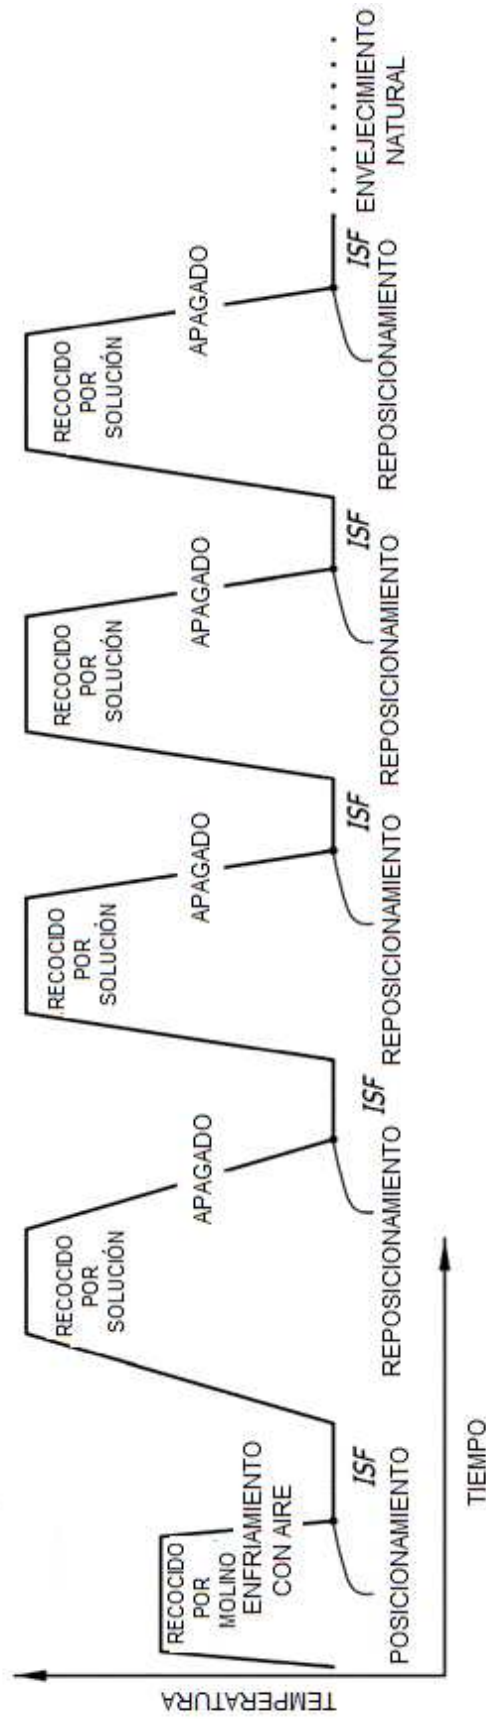 TEMPERATURA
RECOCIDO
POR
MOLINO
ENFRIAMIENTO
CON AIRE
ISF
POSICIONAMIENTO
RECOCIDO
POR
SOLUCIÓN
APAGADO
ISF
REPOSICIONAMIENTO
RECOCIDO
POR
SOLUCIÓN
APAGADO
ISF
REPOSICIONAMIENTO
RECOCIDO
POR
SOLUCIÓN
APAGADO
ISF
REPOSICIONAMIENTO
RECOCIDO
POR
SOLUCIÓN
APAGADO
ISF
REPOSICIONAMIENTO
ENVEJECIMIENTO
NATURAL
TIEMPO